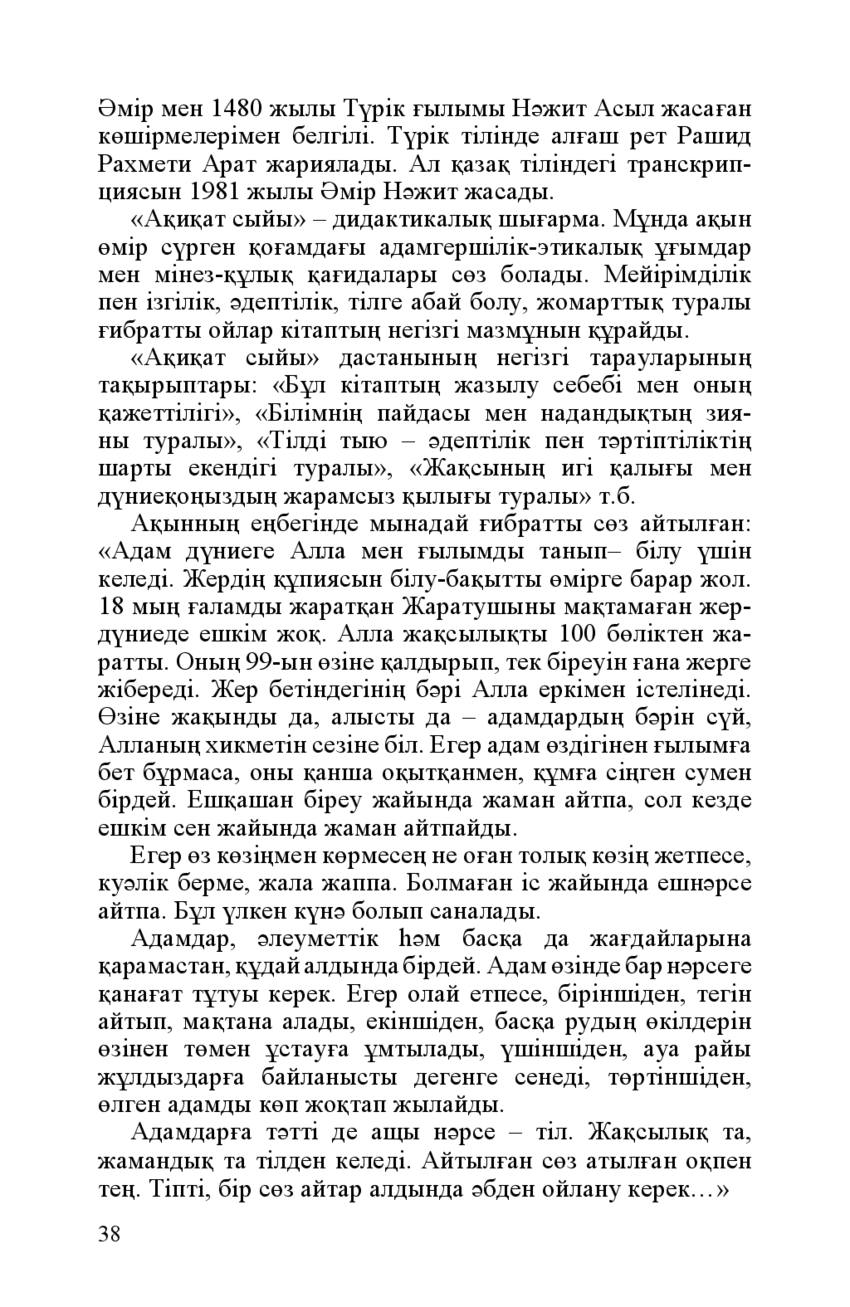 Әмір мен 1480 жылы Түрік ғылымы Нәжит Асыл жасаған
көшірмелерімен белгілі. Түрік тілінде алғаш рет Рашид
Рахмети Арат жариялады. Ал қазақ тіліндегі транскрип-
циясын 1981 жылы Әмір Нәжит жасады.
«Ақиқат сыйы» – дидактикалық шығарма. Мұнда ақын
өмір сүрген қоғамдағы адамгершілік-этикалық ұғымдар
мен мінез-құлық қағидалары сөз болады. Мейірімділік
пен ізгілік, әдептілік, тілге абай болу, жомарттық туралы
ғибратты ойлар кітаптың негізгі мазмұнын құрайды.
«Ақиқат сыйы» дастанының негізгі тарауларының
тақырыптары: «Бұл кітаптың жазылу себебі мен оның
қажеттілігі», «Білімнің пайдасы мен надандықтың зия-
ны туралы», «Тілді тыю – әдептілік пен тәртіптіліктің
шарты екендігі туралы», «Жақсының игі қалығы мен
дүниеқоңыздың жарамсыз қылығы туралы» т.б.
Ақынның еңбегінде мынадай ғибратты сөз айтылған:
«Адам дүниеге Алла мен ғылымды танып– білу үшін
келеді. Жердің құпиясын білу-бақытты өмірге барар жол.
18 мың ғаламды жаратқан Жаратушыны мақтамаған жер-
дүниеде ешкім жоқ. Алла жақсылықты 100 бөліктен жа-
ратты. Оның 99-ын өзіне қалдырып, тек біреуін ғана жерге
жібереді. Жер бетіндегінің бәрі Алла еркімен істелінеді.
Өзіне жақынды да, алысты да – адамдардың бәрін сүй,
Алланың хикметін сезіне біл. Егер адам өздігінен ғылымға
бет бұрмаса, оны қанша оқытқанмен, құмға сіңген сумен
бірдей. Ешқашан біреу жайында жаман айтпа, сол кезде
ешкім сен жайында жаман айтпайды.
Егер өз көзіңмен көрмесең не оған толық көзің жетпесе,
куәлік берме, жала жаппа. Болмаған іс жайында ешнәрсе
айтпа. Бұл үлкен күнә болып саналады.
Адамдар, әлеуметтік һәм басқа да жағдайларына
қарамастан, құдай алдында бірдей. Адам өзінде бар нәрсеге
қанағат тұтуы керек. Егер олай етпесе, біріншіден, тегін
айтып, мақтана алады, екіншіден, басқа рудың өкілдерін
өзінен төмен ұстауға ұмтылады, үшіншіден, ауа райы
жұлдыздарға байланысты дегенге сенеді, төртіншіден,
өлген адамды көп жоқтап жылайды.
Адамдарға тәтті де ащы нәрсе – тіл. Жақсылық та,
жамандық та тілден келеді. Айтылған сөз атылған оқпен
тең. Тіпті, бір сөз айтар алдында әбден ойлану керек…»
38